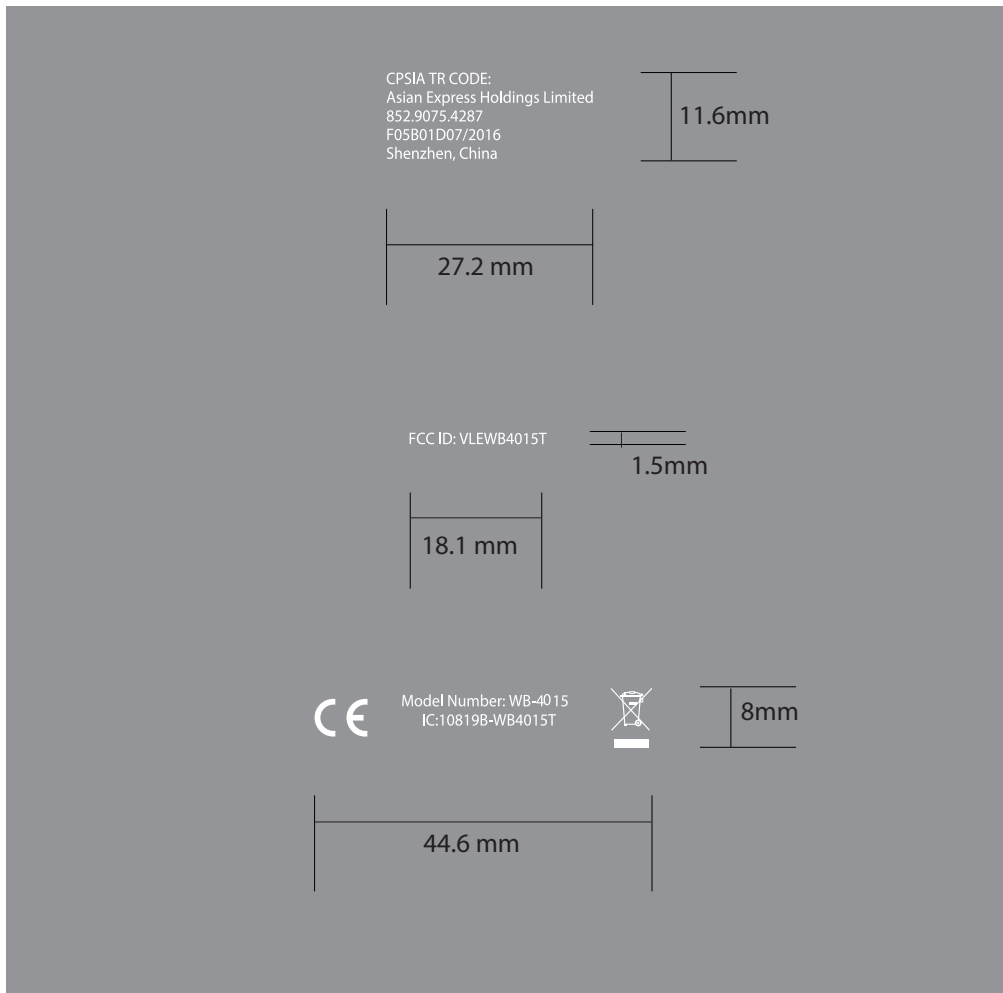 CPSIA TR CODE:
Asian Express Holdings Limited
852.9075.4287
F05B01D07/2016
Shenzhen, China
11.6mm
27.2 mm
FCC ID: VLEWB4015T
1.5mm
18.1 mm
CE
Model Number: WB-4015
IC:10819B-WB4015T
8mm
44.6 mm